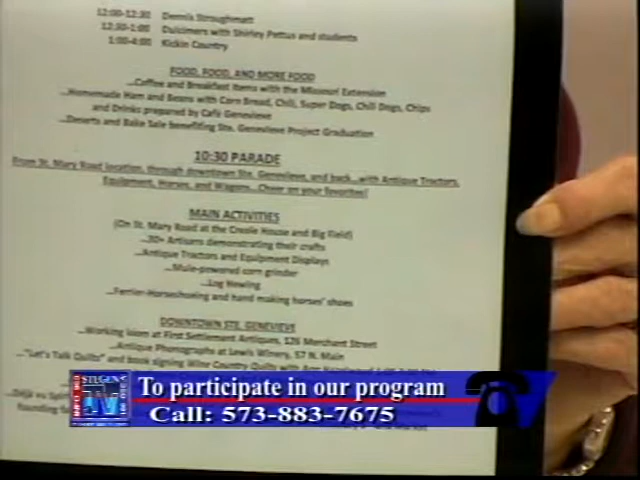 12:00-12:30 Dennis Stroughmatt
12:30-1:00 Dulcimers with Shirley Pettus and students
1:00-4:00 Kickin Country
FOOD, FOOD, AND MORE FOOD
...Coffee and Breakfast Items with the Missouri Extension
...Homemade Ham and Beans with Corn Bread, Chili, Super Dogs, Chili Dogs, Chips
and Drinks prepared by Café Genevieve
...Deserts and Bake Sale benefiting Ste. Genevieve Project Graduation
10:30 PARADE
From St. Mary Road location, through downtown Ste. Genevieve, and back...with Antique Tractors,
Equipment, Horses, and Wagons...Cheer on your favorites!
MAIN ACTIVITIES
(On St. Mary Road at the Creole House and Big Field)
...30+ Artisans demonstrating their crafts
...Antique Tractors and Equipment Displays
...Mule-powered corn grinder
...Log Hewing
...Ferrier-Horseshoeing and hand making horses' shoes
DOWNTOWN STE. GENEVIEVE
...Working loom at First Settlement Antiques, 126 Merchant Street
...Antique Phonographs at Lewis Winery, 57 N. Main
..."Let's Talk Quilts" and book signing Wine Country Quilts with Ann
...Déjà vu
founding
TV
To participate in our program
Call: 573-883-7675